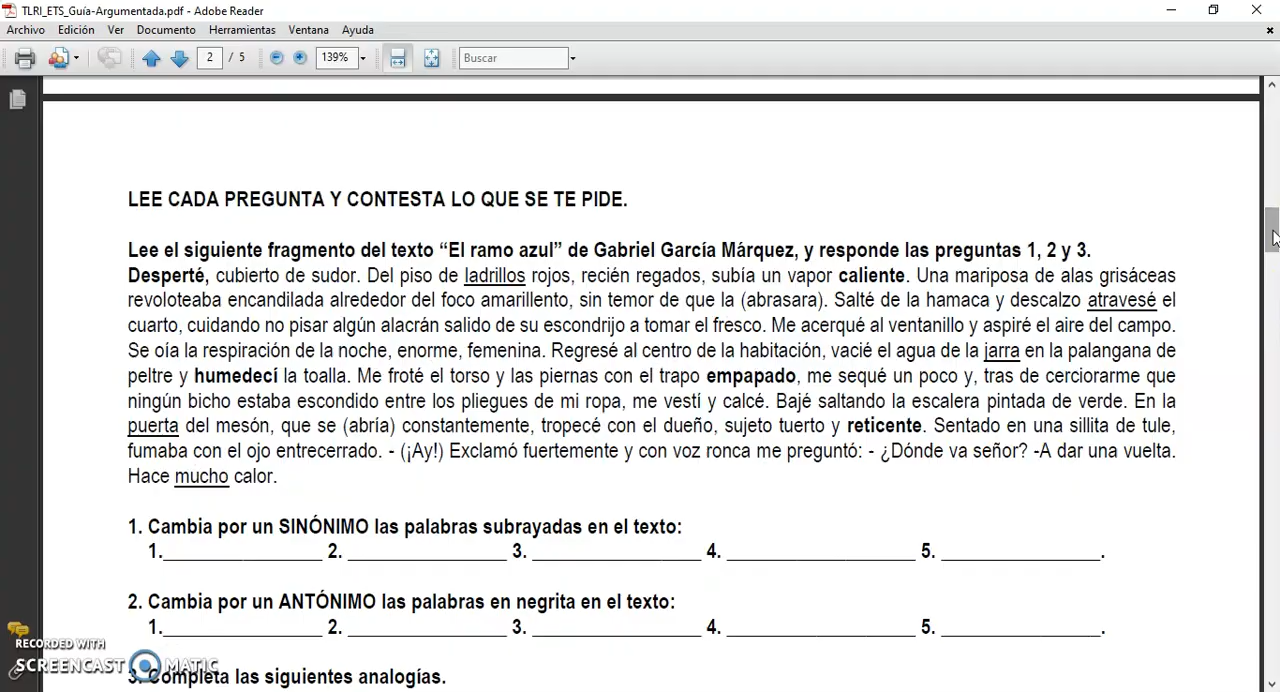 TLRI_ETS_Guía-Argumentada.pdf - Adobe Reader
Archivo Edición Ver Documento Herramientas Ventana Ayuda
2 / 5 139% Buscar
LEE CADA PREGUNTA Y CONTESTA LO QUE SE TE PIDE.
Lee el siguiente fragmento del texto “El ramo azul” de Gabriel García Márquez, y responde las preguntas 1, 2 y 3.
Desperté, cubierto de sudor. Del piso de ladrillos rojos, recién regados, subía un vapor caliente. Una mariposa de alas grisáceas
revoloteaba encandilada alrededor del foco amarillento, sin temor de que la (abrasara). Salté de la hamaca y descalzo atravesé el
cuarto, cuidando no pisar algún alacrán salido de su escondrijo a tomar el fresco. Me acerqué al ventanillo y aspiré el aire del campo.
Se oía la respiración de la noche, enorme, femenina. Regresé al centro de la habitación, vacié el agua de la jarra en la palangana de
peltre y humedecí la toalla. Me froté el torso y las piernas con el trapo empapado, me sequé un poco y, tras de cerciorarme que
ningún bicho estaba escondido entre los pliegues de mi ropa, me vestí y calcé. Bajé saltando la escalera pintada de verde. En la
puerta del mesón, que se (abría) constantemente, tropecé con el dueño, sujeto tuerto y reticente. Sentado en una sillita de tule,
fumaba con el ojo entrecerrado. - (¡Ay!) Exclamó fuertemente y con voz ronca me preguntó: - ¿Dónde va señor? -A dar una vuelta.
Hace mucho calor.
1. Cambia por un SINÓNIMO las palabras subrayadas en el texto:
1.________________ 2. ________________ 3. _________________ 4. ___________________ 5. ________________.
2. Cambia por un ANTÓNIMO las palabras en negrita en el texto:
1.________________ 2. ________________ 3. _________________ 4. ___________________ 5. ________________.
3. Completa las siguientes analogías.
RECORDED WITH
SCREENCAST MATIC